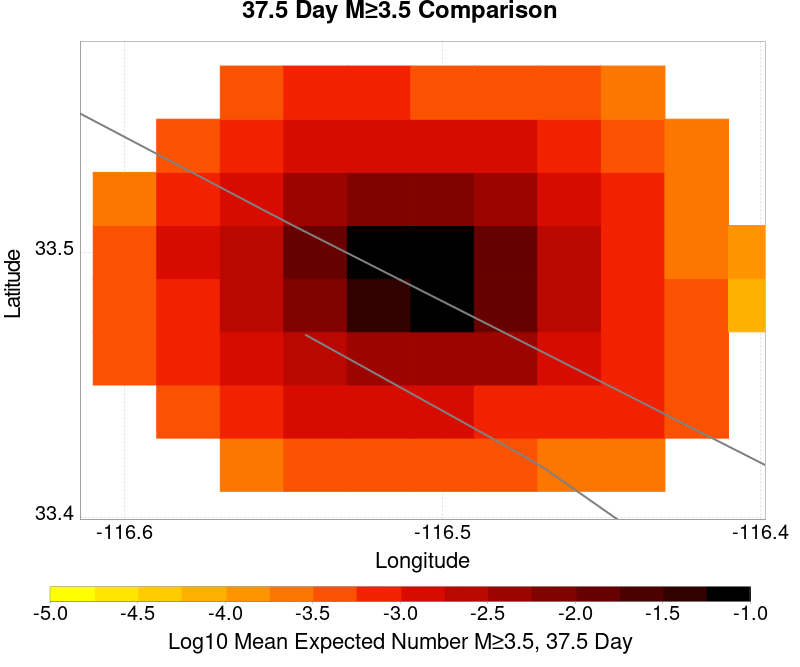 37.5 Day M≥3.5 Comparison
Latitude
33.5
33.4
-116.6 -116.5 -116.4
Longitude
-5.0 -4.5 -4.0 -3.5 -3.0 -2.5 -2.0 -1.5 -1.0
Log10 Mean Expected Number M≥3.5, 37.5 Day